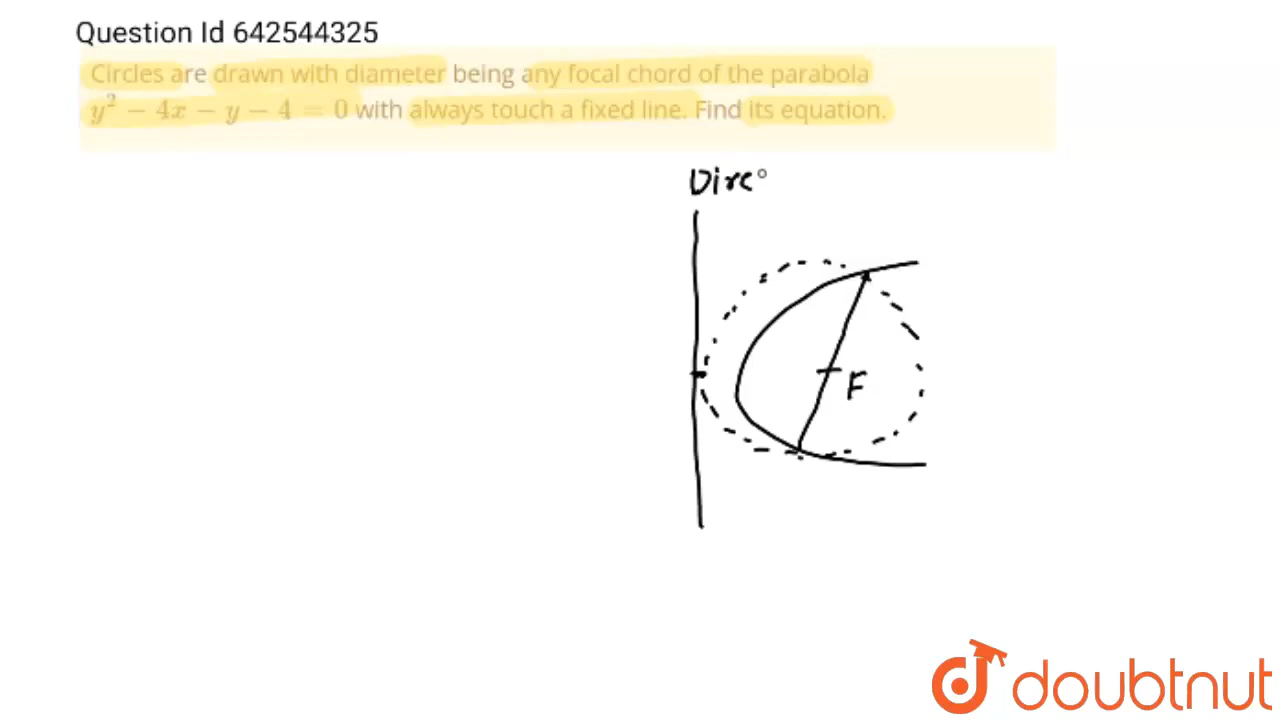 Question Id 642544325
Circles are drawn with diameter being any focal chord of the parabola
y² − 4x − y − 4 = 0 with always touch a fixed line. Find its equation.
Dirc°
F
doubtnut